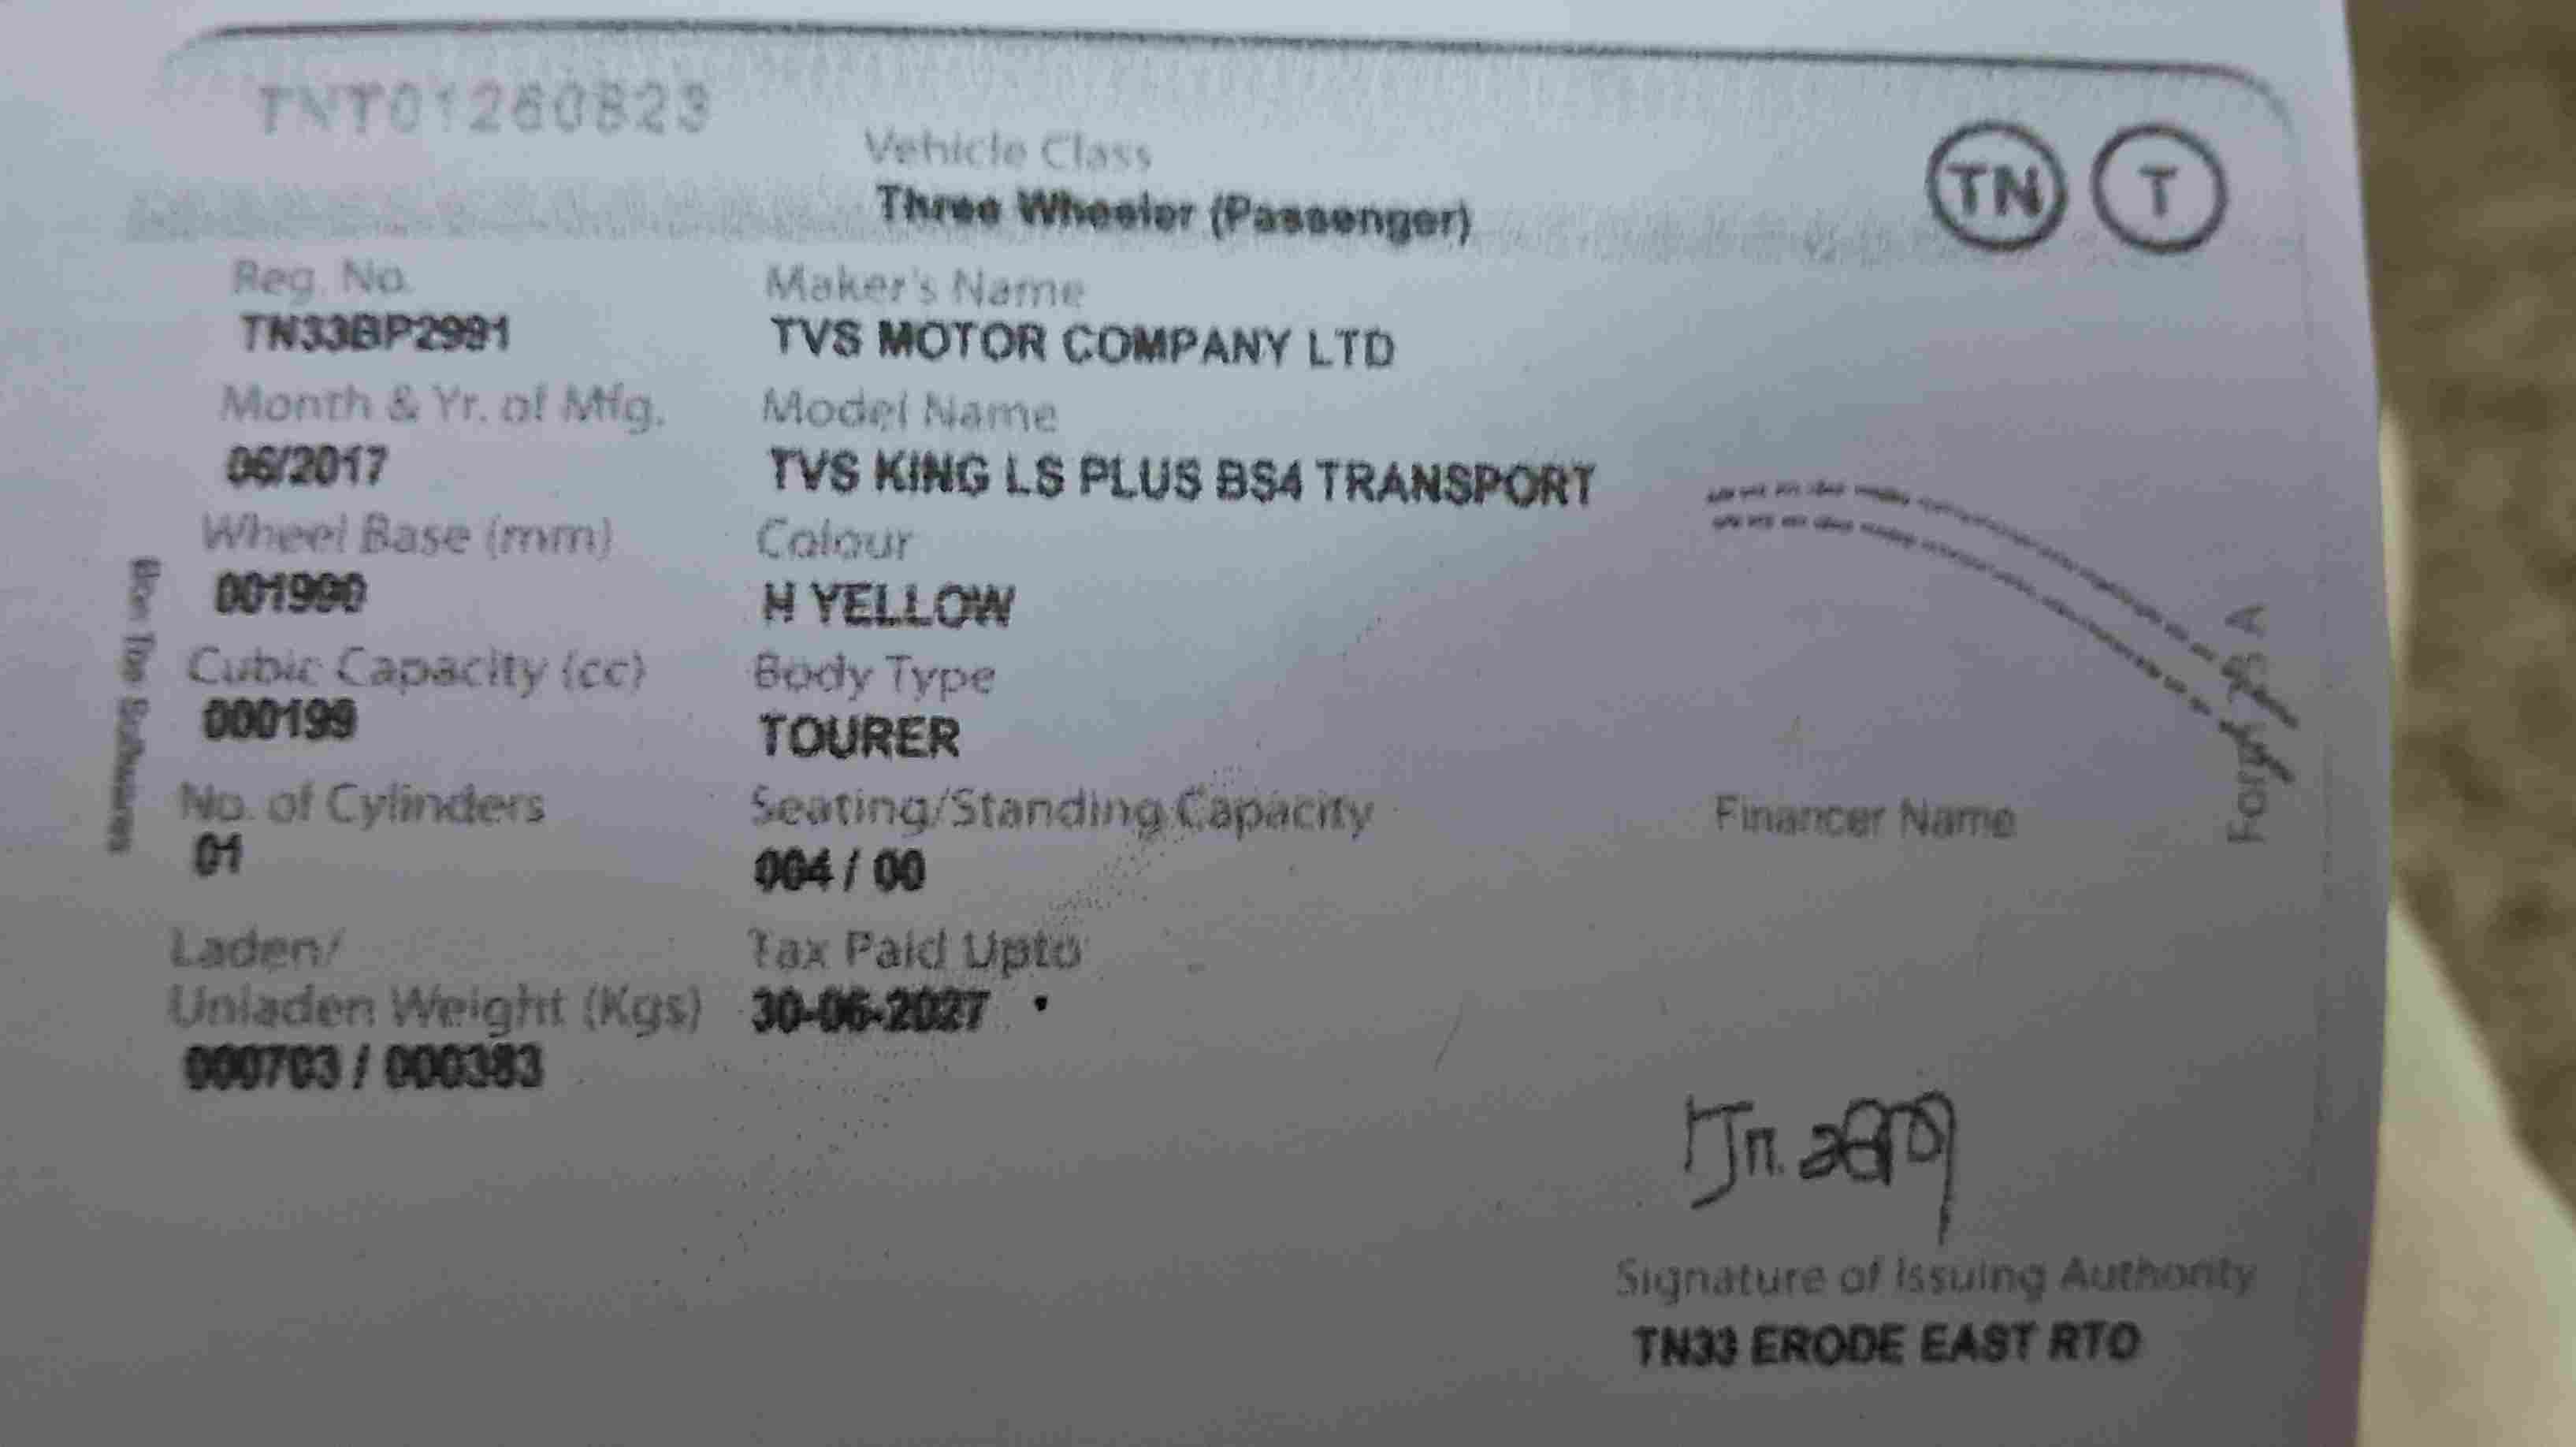 TNT01260823
Vehicle Class
Three Wheeler (Passenger)
TN T
Reg. No.
TN33BP2991
Maker's Name
TVS MOTOR COMPANY LTD
Month & Yr. of Mfg.
06/2017
Model Name
TVS KING LS PLUS BS4 TRANSPORT
Wheel Base (mm)
001990
Colour
H YELLOW
Cubic Capacity (cc)
000199
Body Type
TOURER
No. of Cylinders
01
Seating/Standing Capacity
004 / 00
Financer Name
Laden/
Unladen Weight (Kgs)
000703 / 000383
Tax Paid Upto
30-06-2027
Signature of Issuing Authority
TN33 ERODE EAST RTO
Form A